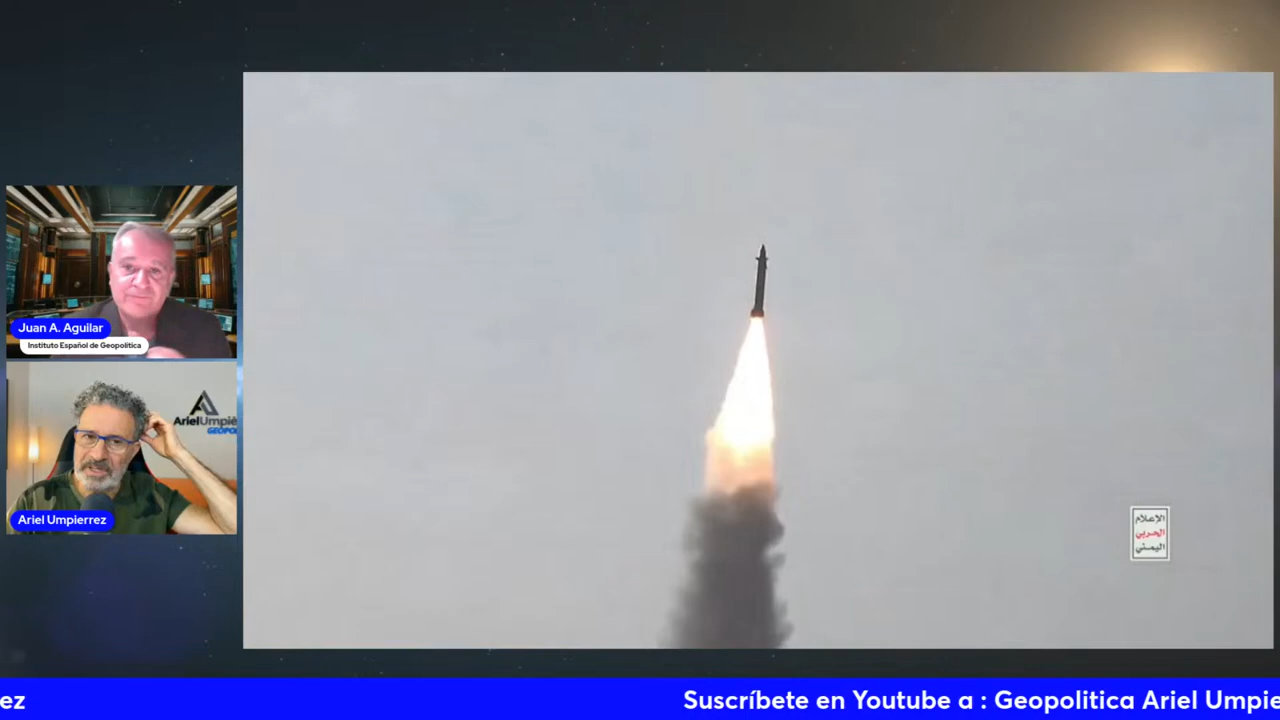 Juan A. Aguilar
Instituto Español de Geopolítica
ArielUmpiè
GEOPOL
Ariel Umpierrez
الإعلام
الحربي
اليمني
ez
Suscríbete en Youtube a : Geopolitica Ariel Umpie